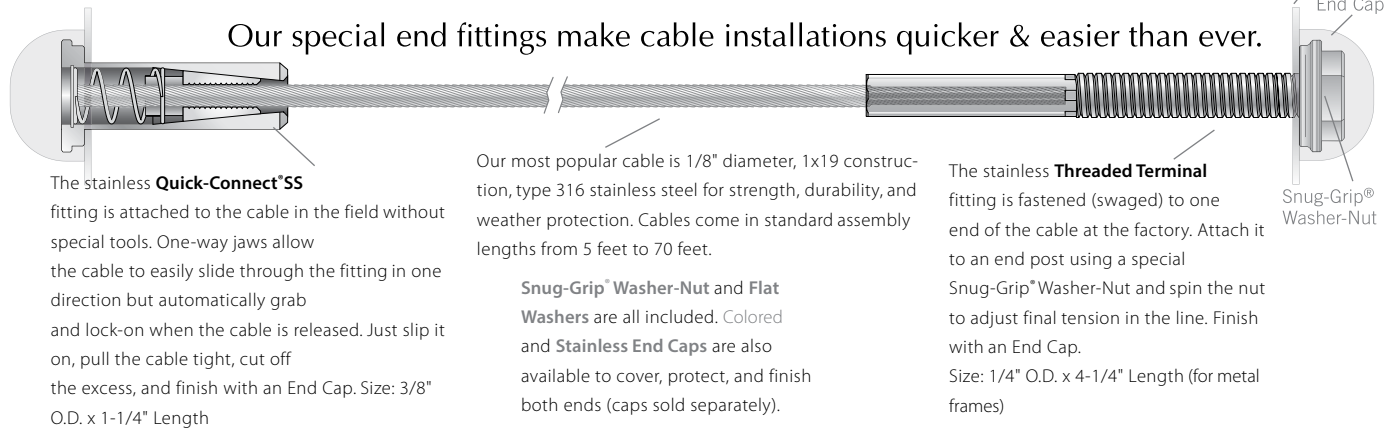 End Cap
Our special end fittings make cable installations quicker & easier than ever.
The stainless Quick-Connect®SS
fitting is attached to the cable in the field without
special tools. One-way jaws allow
the cable to easily slide through the fitting in one
direction but automatically grab
and lock-on when the cable is released. Just slip it
on, pull the cable tight, cut off
the excess, and finish with an End Cap. Size: 3/8"
O.D. x 1-1/4" Length
Our most popular cable is 1/8" diameter, 1x19 construc-
tion, type 316 stainless steel for strength, durability, and
weather protection. Cables come in standard assembly
lengths from 5 feet to 70 feet.
Snug-Grip® Washer-Nut and Flat
Washers are all included. Colored
and Stainless End Caps are also
available to cover, protect, and finish
both ends (caps sold separately).
The stainless Threaded Terminal
fitting is fastened (swaged) to one
end of the cable at the factory. Attach it
to an end post using a special
Snug-Grip® Washer-Nut and spin the nut
to adjust final tension in the line. Finish
with an End Cap.
Size: 1/4" O.D. x 4-1/4" Length (for metal
frames)
Snug-Grip®
Washer-Nut